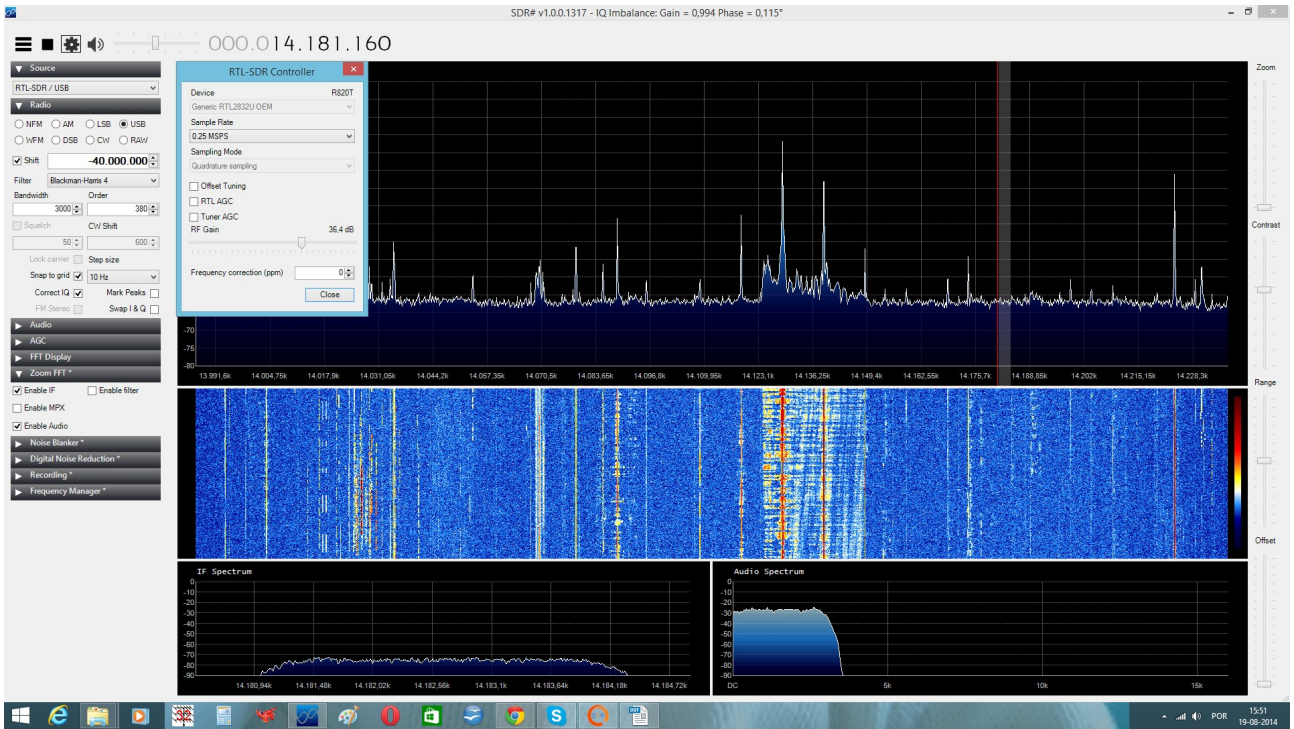 SDR# v1.0.0.1317 - IQ Imbalance: Gain = 0,994 Phase = 0,115°
000.014.181.160
Source
RTL-SDR / USB
Radio
NFM AM LSB USB
WFM DSB CW RAW
Shift -40.000.000
Filter Blackman-Harris 4
Bandwidth Order
3000 380
Squelch CW Shift
50 600
Lock carrier Step size
Snap to grid 10 Hz
Correct IQ Mark Peaks
FM Stereo Swap I & Q
Audio
AGC
FFT Display
Zoom FFT *
Enable IF Enable filter
Enable MPX
Enable Audio
Noise Blanker *
Digital Noise Reduction *
Recording *
Frequency Manager *
RTL-SDR Controller
Device R820T
Generic RTL2832U OEM
Sample Rate
0.25 MSPS
Sampling Mode
Quadrature sampling
Offset Tuning
RTL AGC
Tuner AGC
RF Gain 36,4 dB
Frequency correction (ppm) 0
Close
-70
-75
-80
13.991,6k 14.004,75k 14.017,9k 14.031,05k 14.044,2k 14.057,35k 14.070,5k 14.083,65k 14.096,8k 14.109,95k 14.123,1k 14.136,25k 14.149,4k 14.162,55k 14.175,7k 14.188,85k 14.202k 14.215,15k 14.228,3k
Zoom
Contrast
Range
Offset
IF Spectrum
0
-10
-20
-30
-40
-50
-60
-70
-80
-90
14.180,94k 14.181,48k 14.182,02k 14.182,56k 14.183,1k 14.183,64k 14.184,18k 14.184,72k
Audio Spectrum
0
-10
-20
-30
-40
-50
-60
-70
-80
-90
DC 5k 10k 15k
POR
15:51
19-08-2014